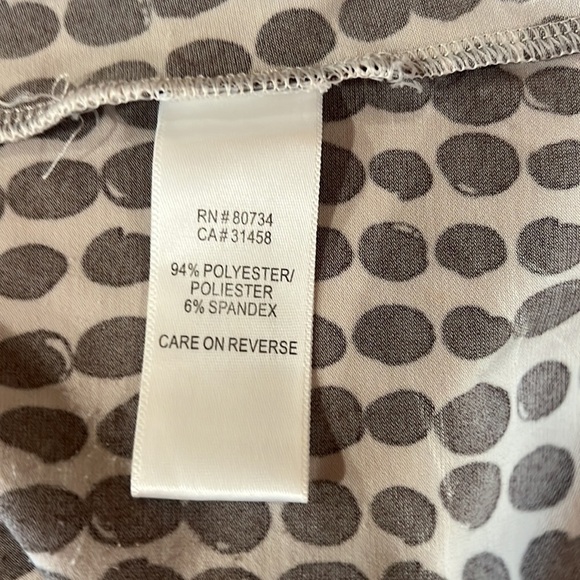 RN # 80734
CA # 31458
94% POLYESTER/
POLIESTER
6% SPANDEX
CARE ON REVERSE